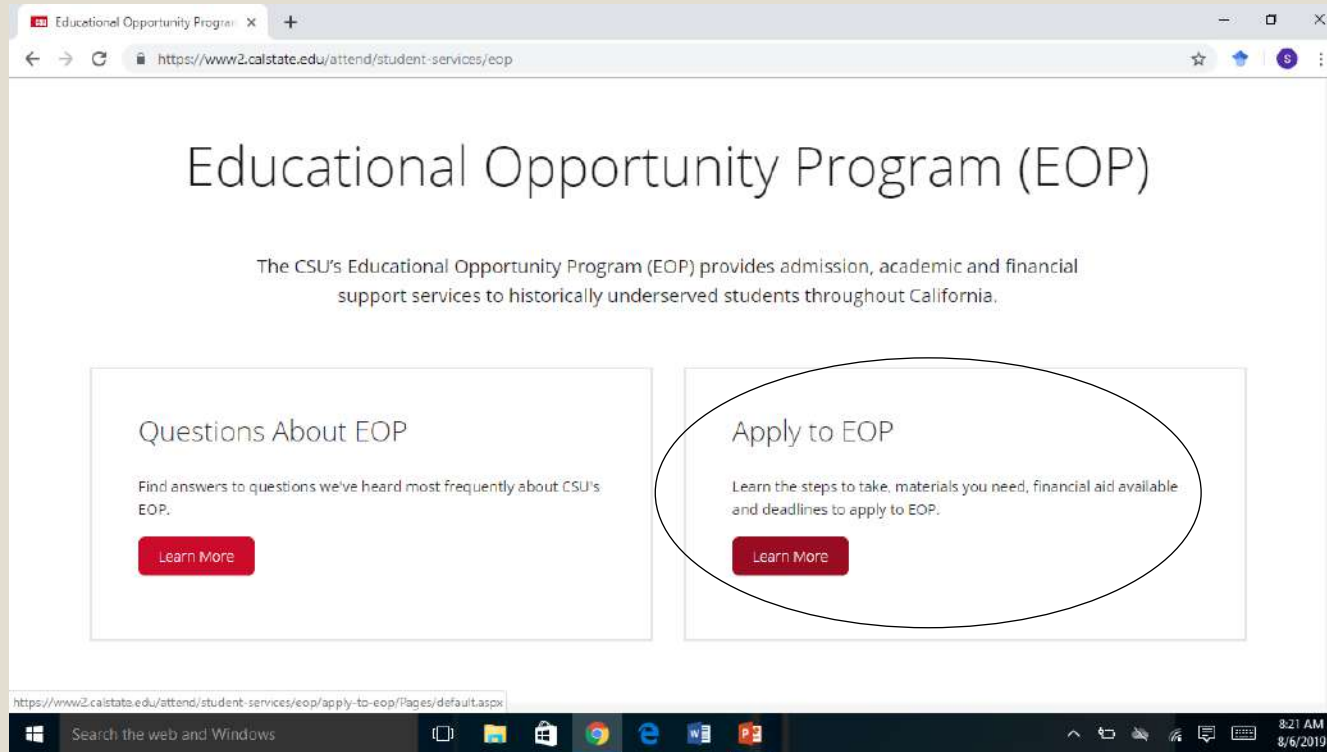 Educational Opportunity Progran
https://www2.calstate.edu/attend/student-services/eop
S
Educational Opportunity Program (EOP)
The CSU's Educational Opportunity Program (EOP) provides admission, academic and financial
support services to historically underserved students throughout California.
Questions About EOP
Find answers to questions we've heard most frequently about CSU's
EOP.
Learn More
Apply to EOP
Learn the steps to take, materials you need, financial aid available
and deadlines to apply to EOP.
Learn More
https://www2.calstate.edu/attend/student-services/eop/apply-to-eop/Pages/default.aspx
Search the web and Windows
8:21 AM
8/6/2019